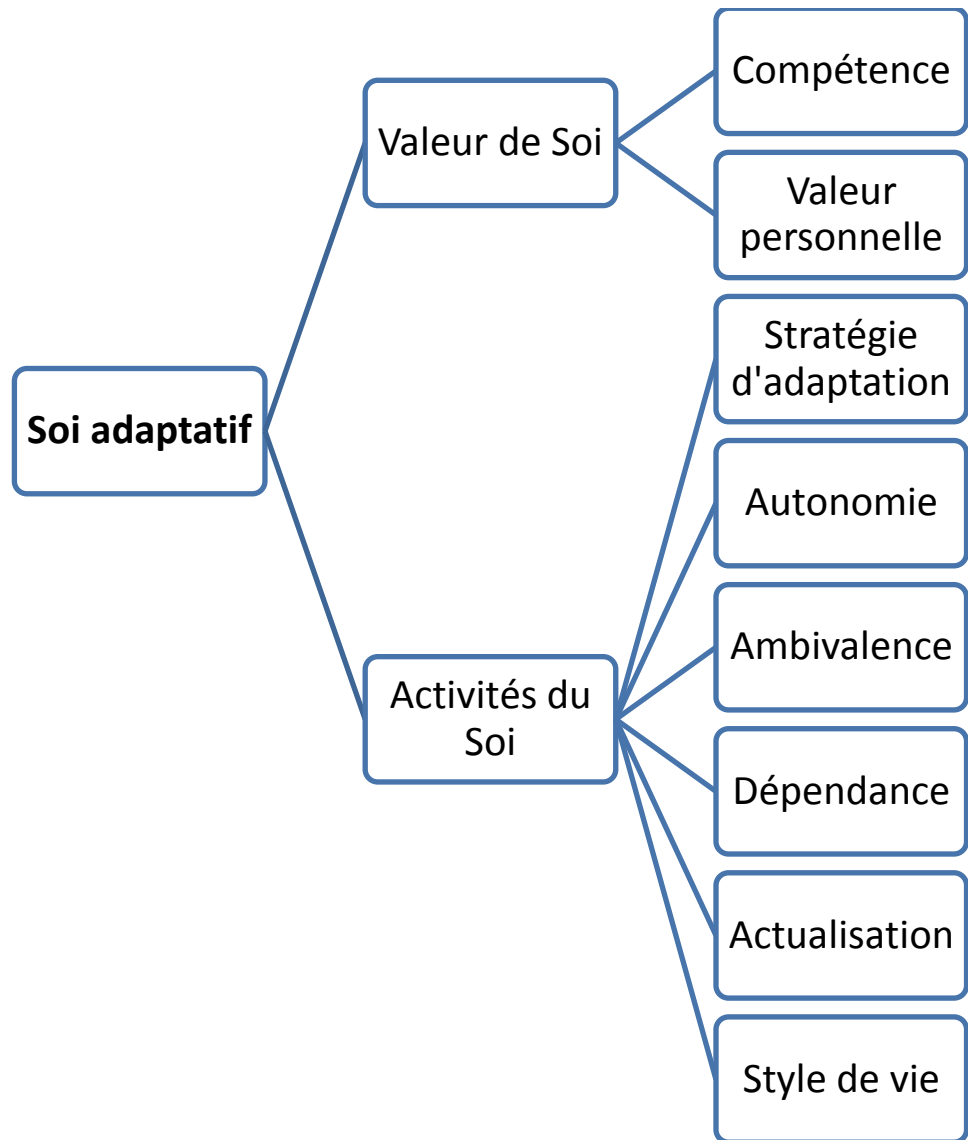 Soi adaptatif
Valeur de Soi
Compétence
Valeur
personnelle
Activités du
Soi
Stratégie
d'adaptation
Autonomie
Ambivalence
Dépendance
Actualisation
Style de vie